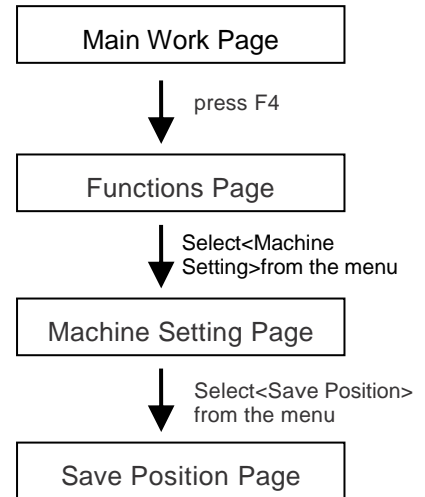 Main Work Page
press F4
Functions Page
Select<Machine
Setting>from the menu
Machine Setting Page
Select<Save Position>
from the menu
Save Position Page